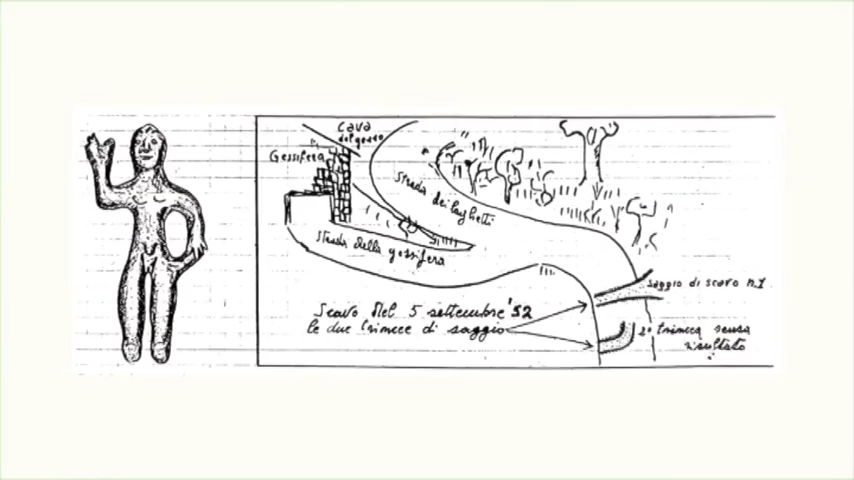 Cava
del gesso
Gessifera
Strada dei laghetti
Strada della gessifera
Saggio di scavo n.1
Scavo del 5 settembre '52
le due trincee di saggio
2ª trincea senza
risultato